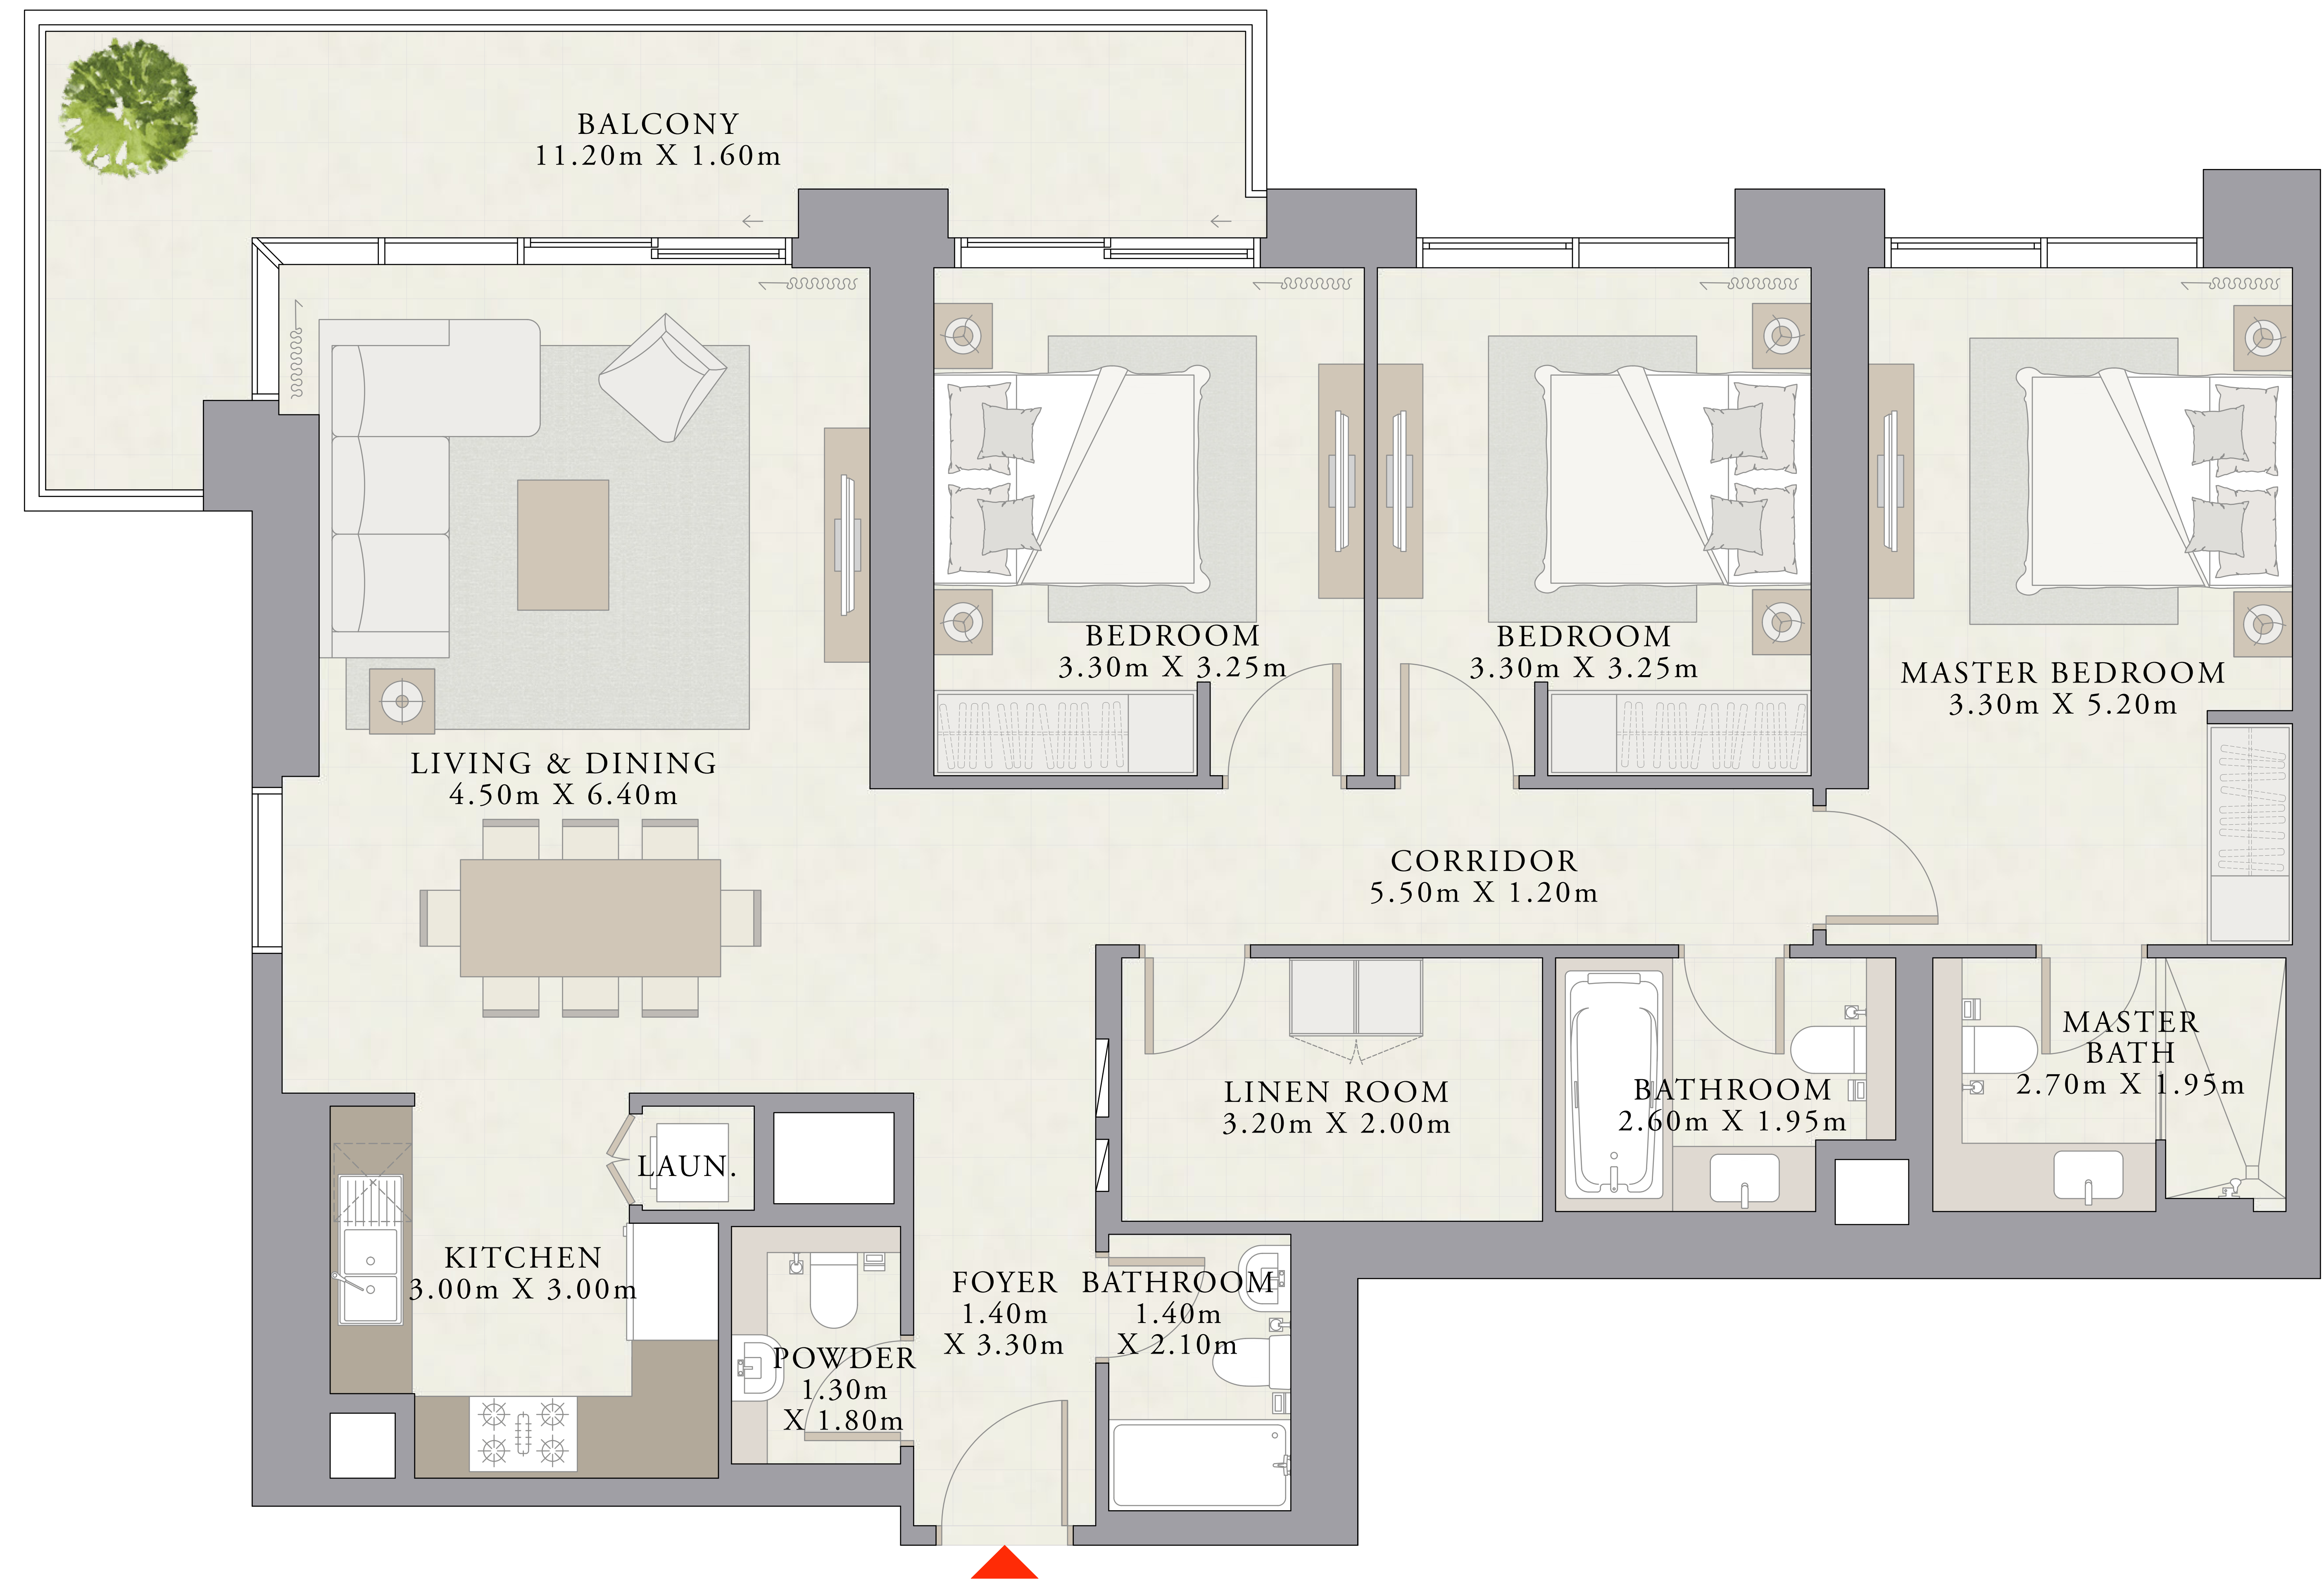 BALCONY
11.20m X 1.60m
BEDROOM
3.30m X 3.25m
BEDROOM
3.30m X 3.25m
MASTER BEDROOM
3.30m X 5.20m
LIVING & DINING
4.50m X 6.40m
CORRIDOR
5.50m X 1.20m
MASTER
BATH
2.70m X 1.95m
LINEN ROOM
3.20m X 2.00m
BATHROOM
2.60m X 1.95m
LAUN.
KITCHEN
3.00m X 3.00m
FOYER
1.40m
X 3.30m
BATHROOM
1.40m
X 2.10m
POWDER
1.30m
X 1.80m